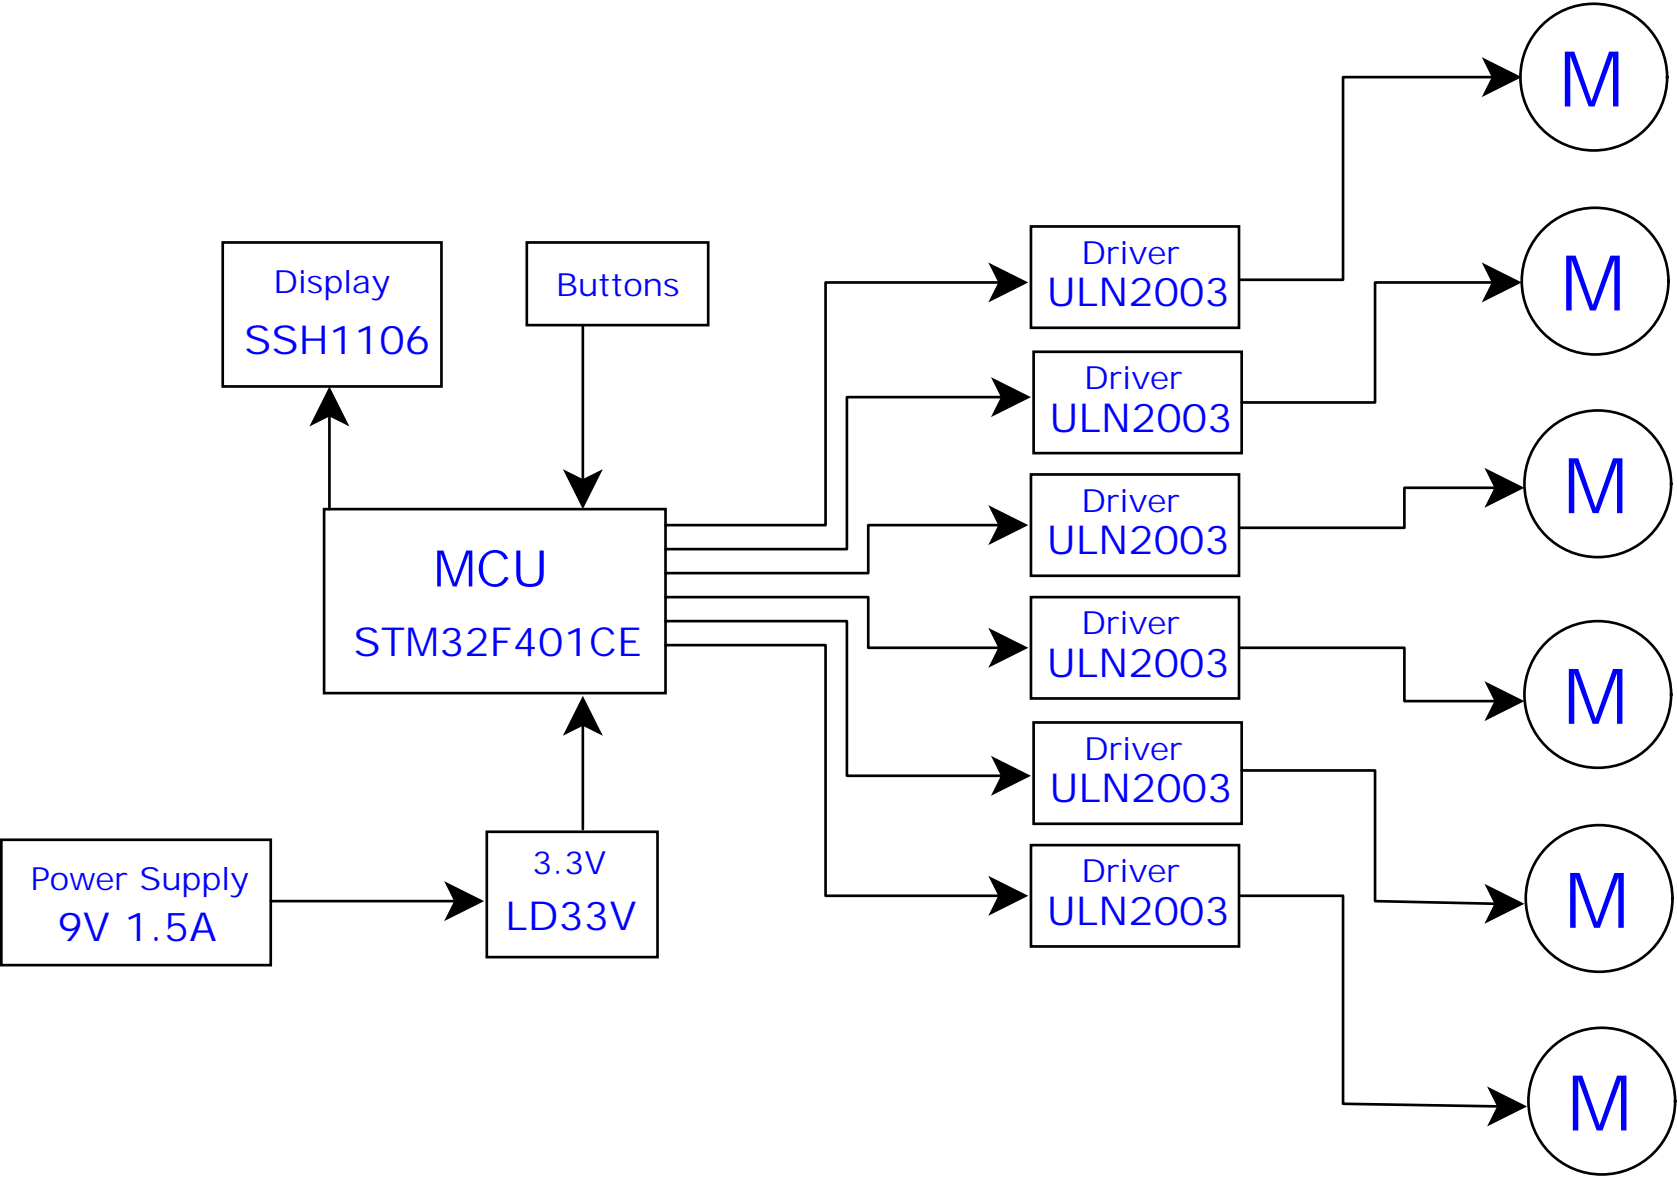 M
M
Driver
ULN2003
Display
SSH1106
Buttons
Driver
ULN2003
M
Driver
ULN2003
MCU
STM32F401CE
Driver
ULN2003
M
Driver
ULN2003
3.3V
LD33V
Power Supply
9V 1.5A
Driver
ULN2003
M
M